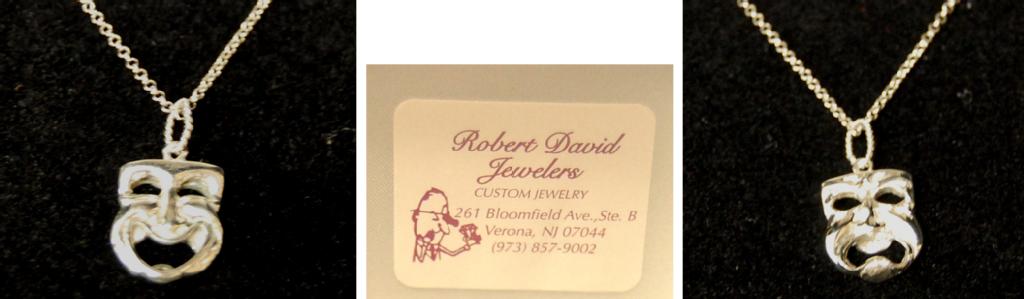 Robert David
Jewelers
CUSTOM JEWELRY
261 Bloomfield Ave.,Ste. B
Verona, NJ 07044
(973) 857-9002